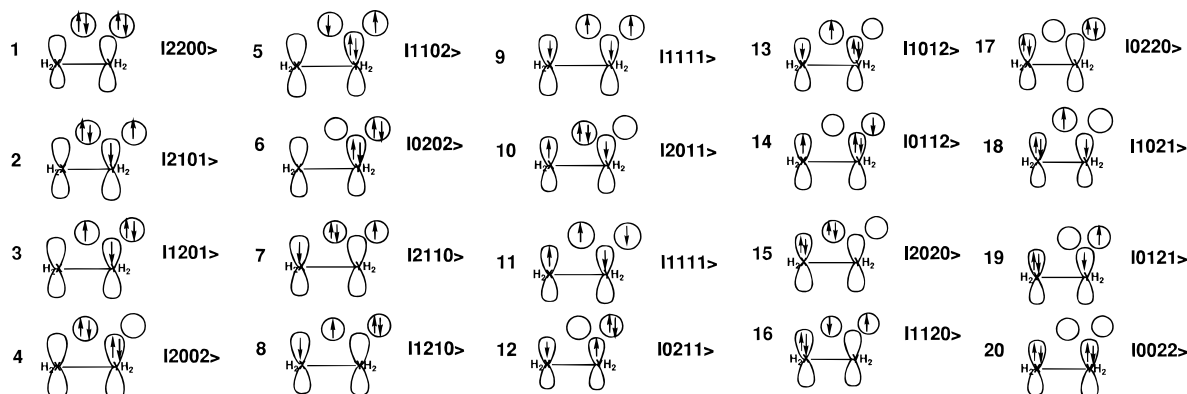 1 H₂ H₂ I2200>
5 H₂ H₂ I1102>
9 H₂ H₂ I1111>
13 H₂ H₂ I1012>
17 H₂ H₂ I0220>
2 H₂ H₂ I2101>
6 H₂ H₂ I0202>
10 H₂ H₂ I2011>
14 H₂ H₂ I0112>
18 H₂ H₂ I1021>
3 H₂ H₂ I1201>
7 H₂ H₂ I2110>
11 H₂ H₂ I1111>
15 H₂ H₂ I2020>
19 H₂ H₂ I0121>
4 H₂ H₂ I2002>
8 H₂ H₂ I1210>
12 H₂ H₂ I0211>
16 H₂ H₂ I1120>
20 H₂ H₂ I0022>